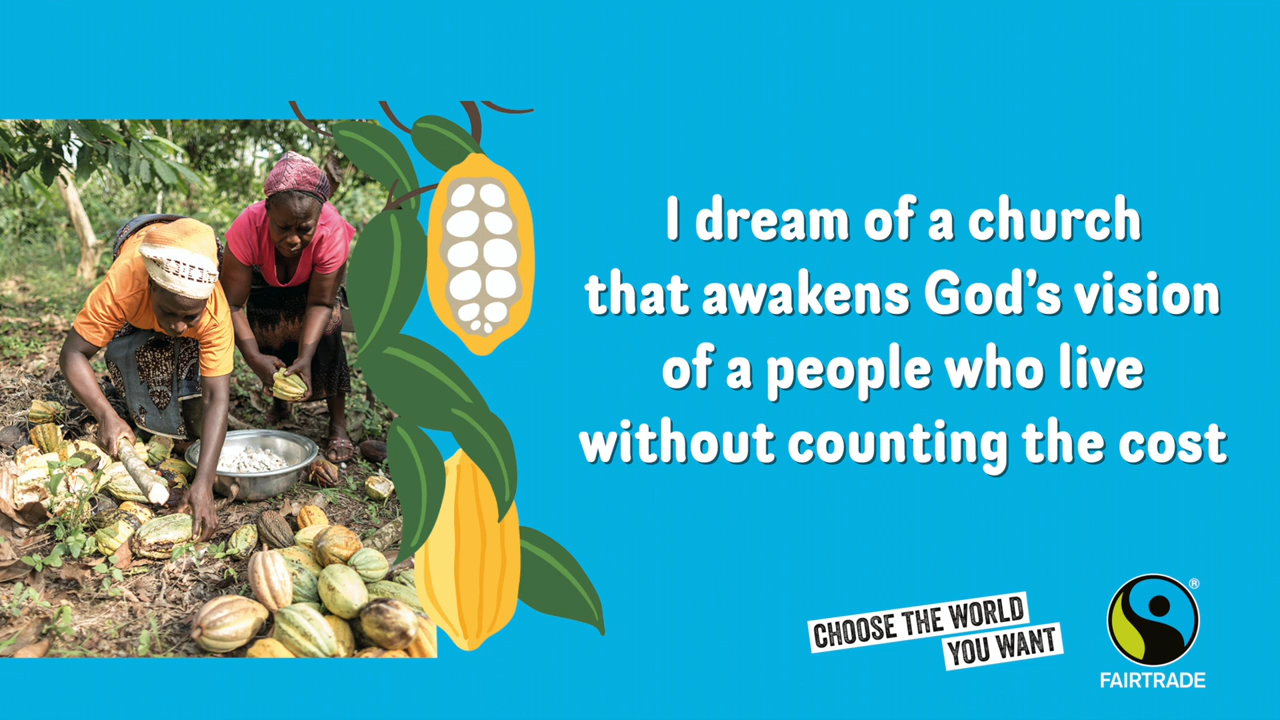 I dream of a church
that awakens God’s vision
of a people who live
without counting the cost
CHOOSE THE WORLD
YOU WANT
®
FAIRTRADE